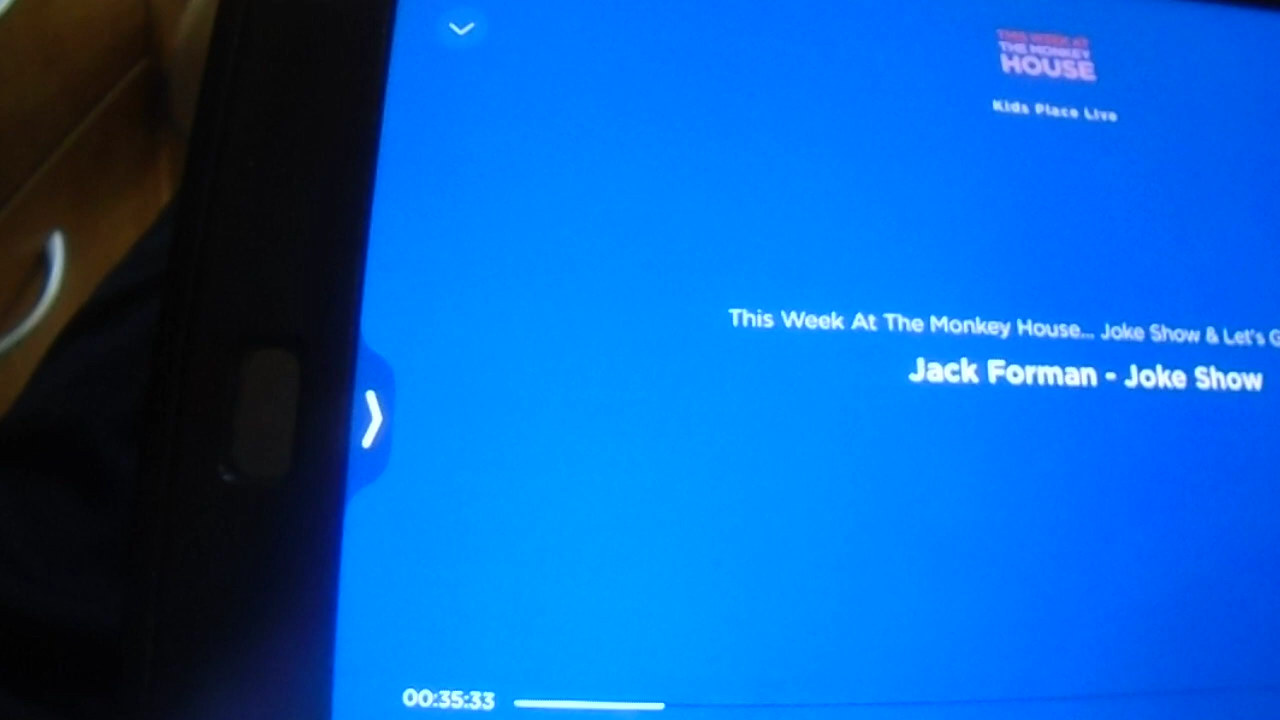 THIS WEEK AT
THE MONKEY
HOUSE
Kids Place Live
This Week At The Monkey House... Joke Show & Let's G
Jack Forman - Joke Show
00:35:33